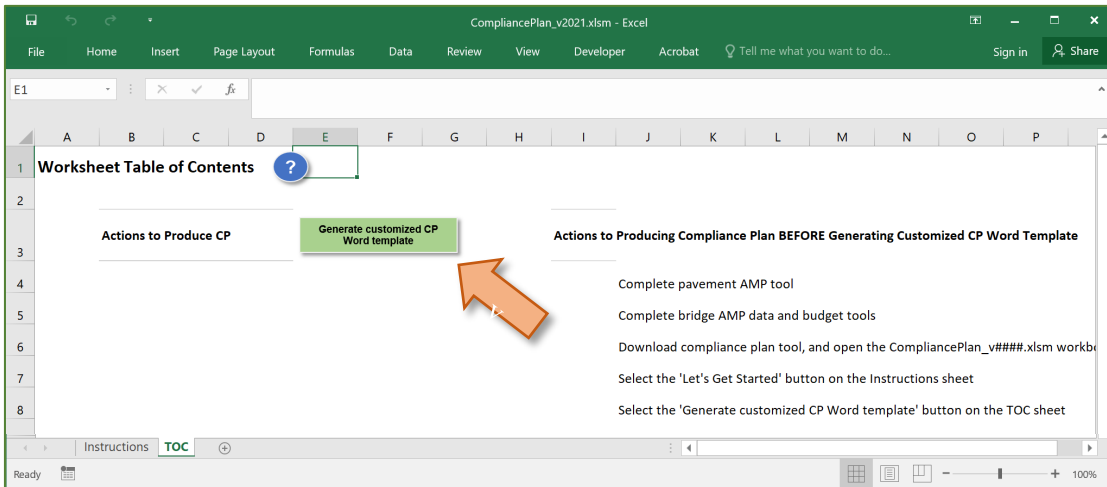 CompliancePlan_v2021.xlsm - Excel
File Home Insert Page Layout Formulas Data Review View Developer Acrobat Tell me what you want to do... Sign in Share
E1 fx
A B C D E F G H I J K L M N O P
1 Worksheet Table of Contents ?
2
Generate customized CP
Word template
3 Actions to Produce CP Actions to Producing Compliance Plan BEFORE Generating Customized CP Word Template
4 Complete pavement AMP tool
5 Complete bridge AMP data and budget tools
6 Download compliance plan tool, and open the CompliancePlan_v####.xlsm workb
7 Select the 'Let's Get Started' button on the Instructions sheet
8 Select the 'Generate customized CP Word template' button on the TOC sheet
Instructions TOC
Ready 100%